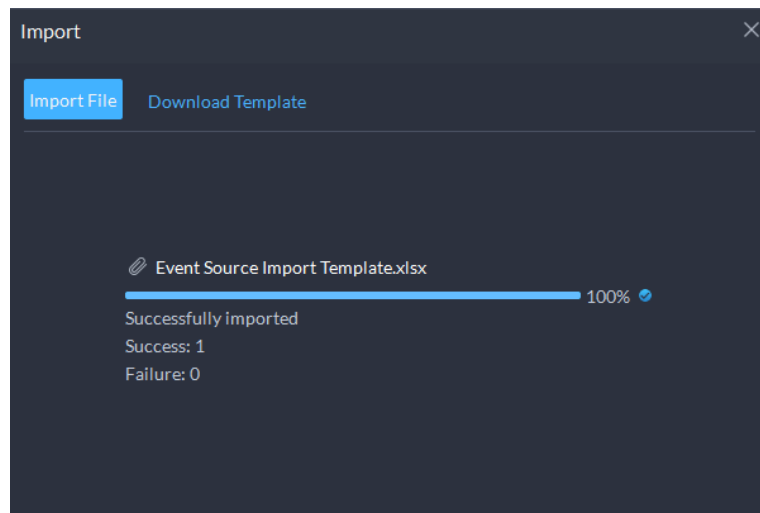 Import
Import File Download Template
Event Source Import Template.xlsx
100%
Successfully imported
Success: 1
Failure: 0